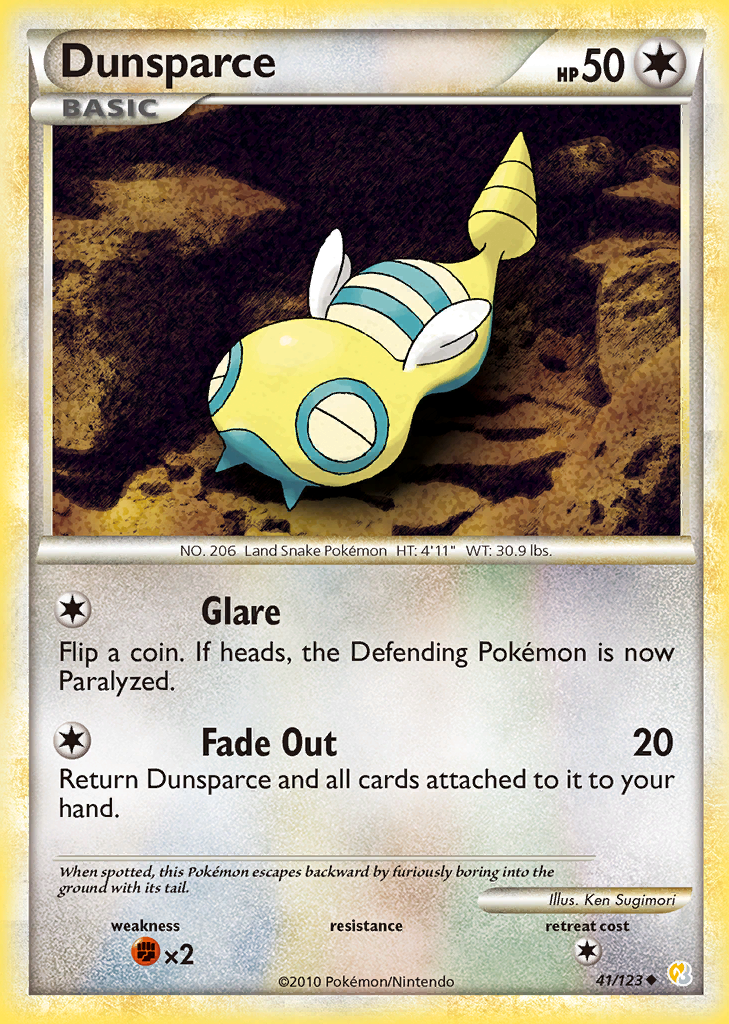 Dunsparce
HP 50
BASIC
NO. 206 Land Snake Pokémon HT: 4'11" WT: 30.9 lbs.
Glare
Flip a coin. If heads, the Defending Pokémon is now
Paralyzed.
Fade Out 20
Return Dunsparce and all cards attached to it to your
hand.
When spotted, this Pokémon escapes backward by furiously boring into the
ground with its tail.
Illus. Ken Sugimori
weakness resistance retreat cost
×2
©2010 Pokémon/Nintendo 41/123